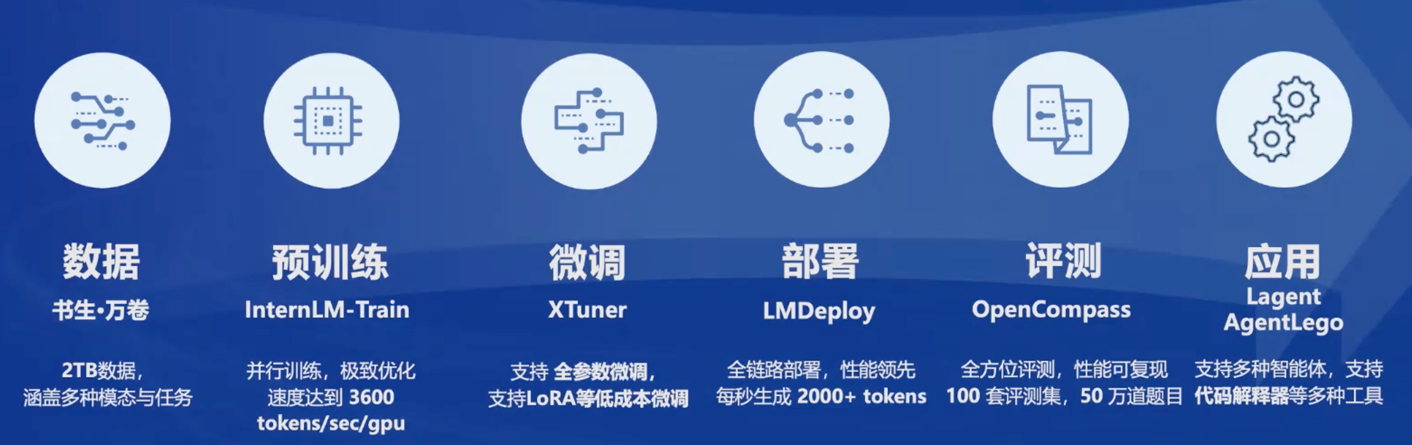 数据
书生·万卷
2TB数据，
涵盖多种模态与任务
预训练
InternLM-Train
并行训练，极致优化
速度达到 3600
tokens/sec/gpu
微调
XTuner
支持 全参数微调，
支持LoRA等低成本微调
部署
LMDeploy
全链路部署，性能领先
每秒生成 2000+ tokens
评测
OpenCompass
全方位评测，性能可复现
100 套评测集，50 万道题目
应用
Lagent
AgentLego
支持多种智能体，支持
代码解释器等多种工具